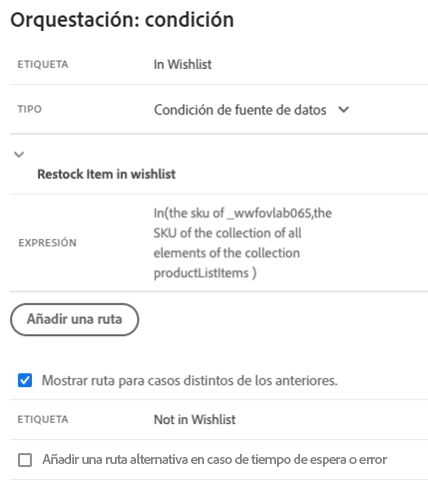 Orquestación: condición
ETIQUETA In Wishlist
TIPO Condición de fuente de datos
Restock Item in wishlist
EXPRESIÓN
In(the sku of _wwfovlab065,the
SKU of the collection of all
elements of the collection
productListItems )
Añadir una ruta
Mostrar ruta para casos distintos de los anteriores.
ETIQUETA Not in Wishlist
Añadir una ruta alternativa en caso de tiempo de espera o error